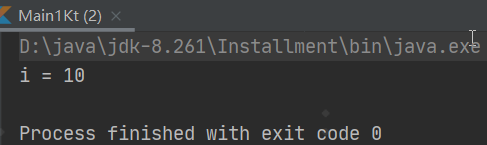 Main1Kt (2) ×
D:\java\jdk-8.261\Installment\bin\java.exe
i = 10
Process finished with exit code 0